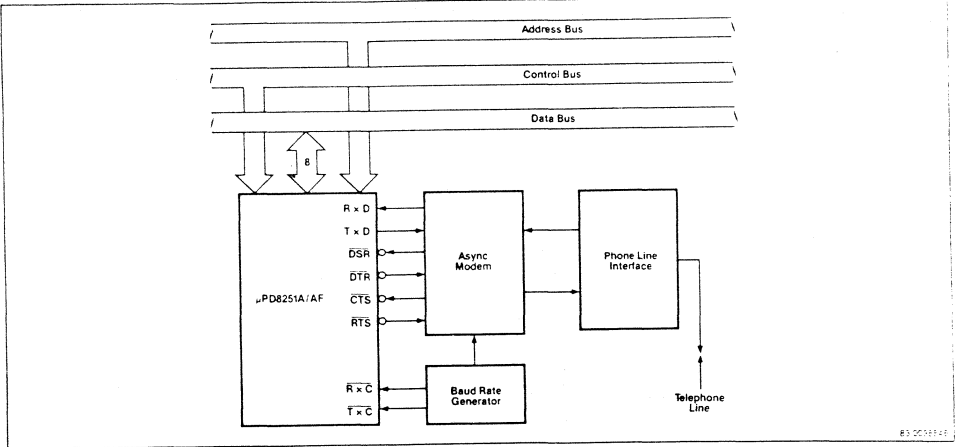 Address Bus
Control Bus
Data Bus
8
R x D
T x D
DSR
DTR
CTS
RTS
μPD8251A/AF
R x C
T x C
Async
Modem
Phone Line
Interface
Baud Rate
Generator
Telephone
Line